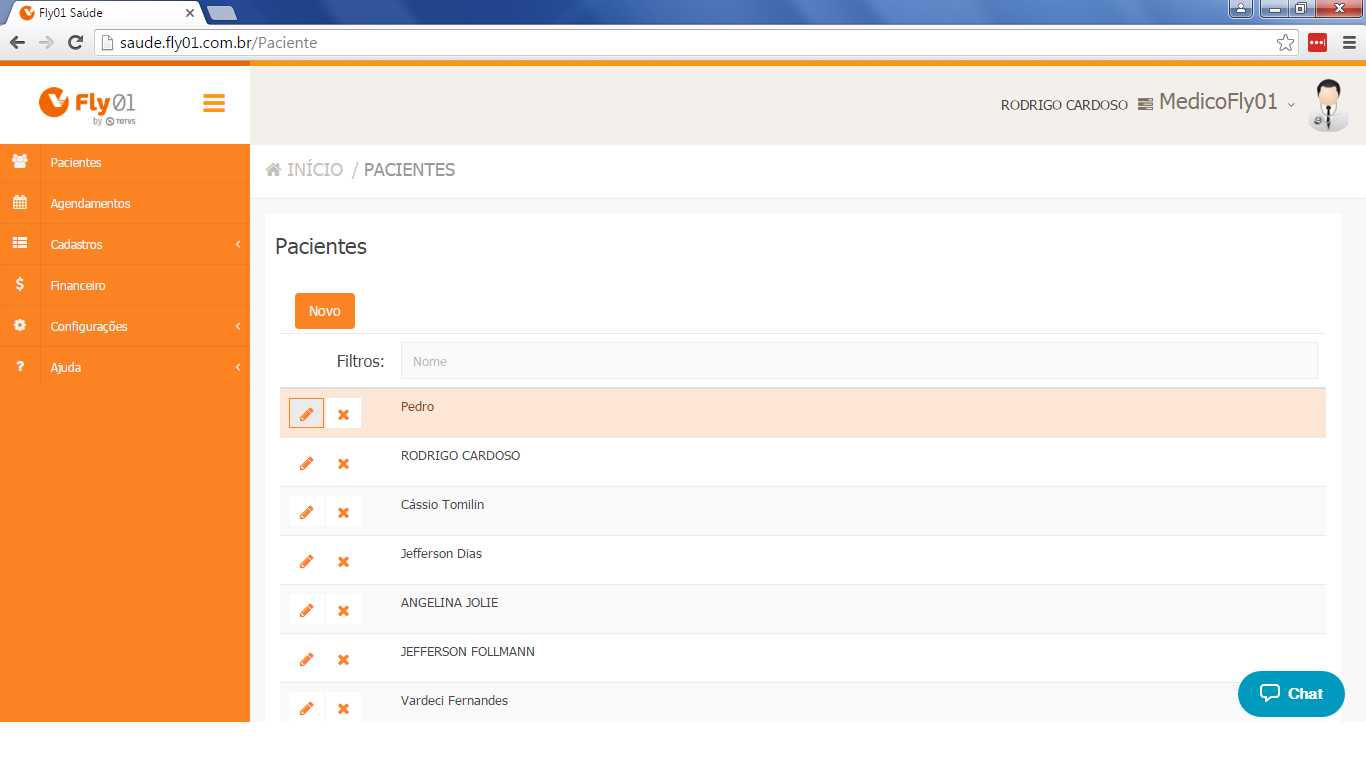 Fly01 Saúde
saude.fly01.com.br/Paciente
Fly01
by TOTVS
RODRIGO CARDOSO MedicoFly01
Pacientes
Agendamentos
Cadastros
Financeiro
Configurações
Ajuda
INÍCIO / PACIENTES
Pacientes
Novo
Filtros: Nome
Pedro
RODRIGO CARDOSO
Cássio Tomilin
Jefferson Dias
ANGELINA JOLIE
JEFFERSON FOLLMANN
Vardeci Fernandes
Chat